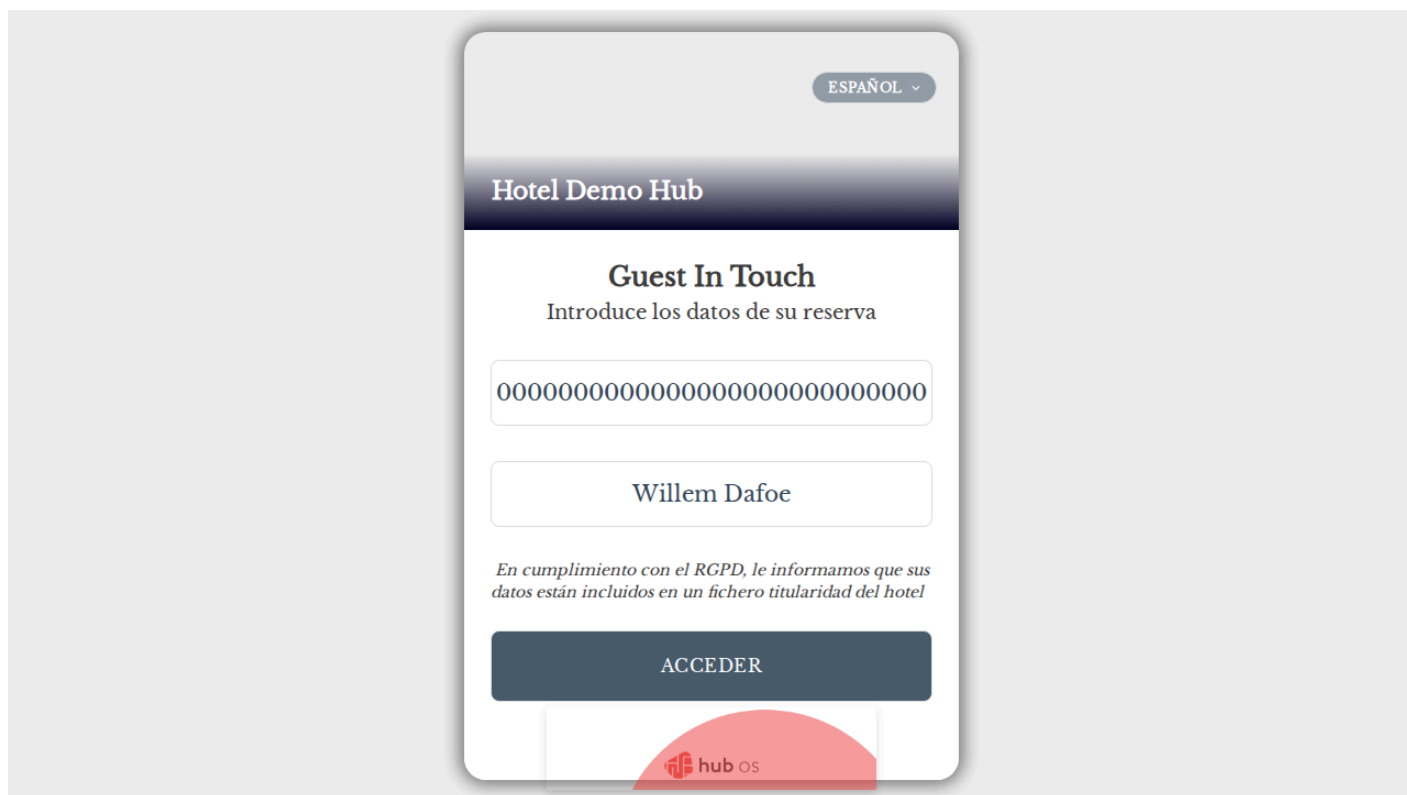 ESPAÑOL
Hotel Demo Hub
Guest In Touch
Introduce los datos de su reserva
0000000000000000000000000000
Willem Dafoe
En cumplimiento con el RGPD, le informamos que sus
datos están incluidos en un fichero titularidad del hotel
ACCEDER
hub os